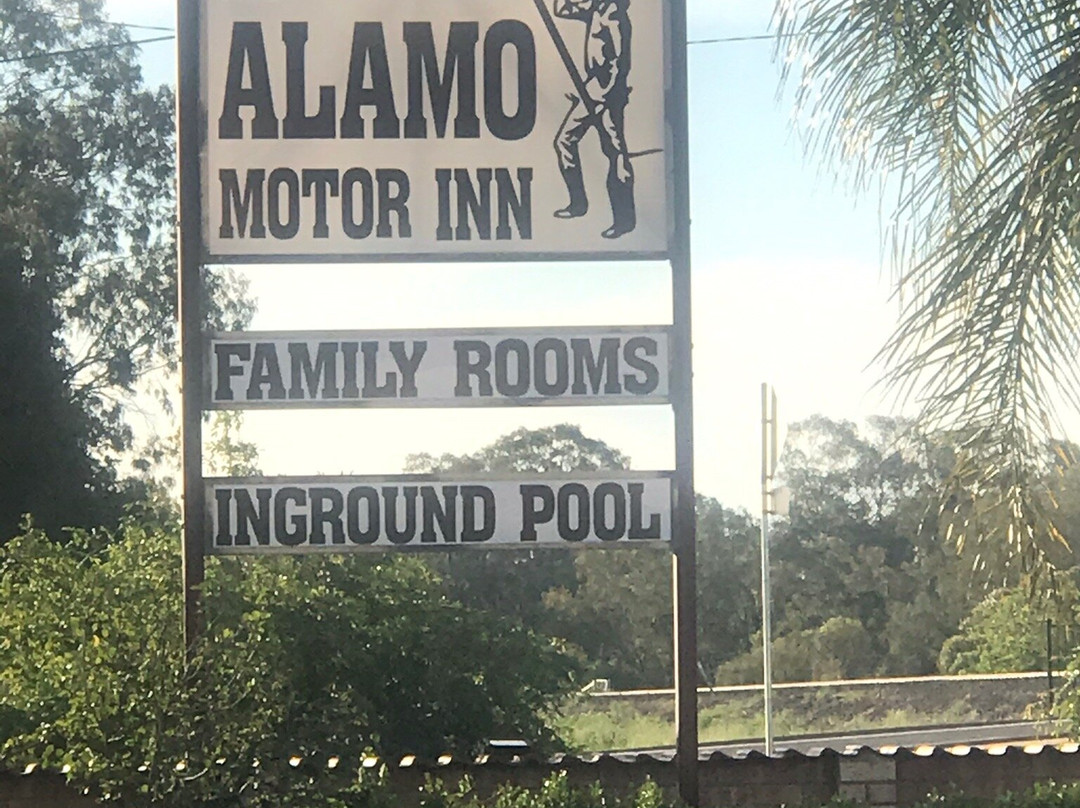 ALAMO
MOTOR INN
FAMILY ROOMS
INGROUND POOL